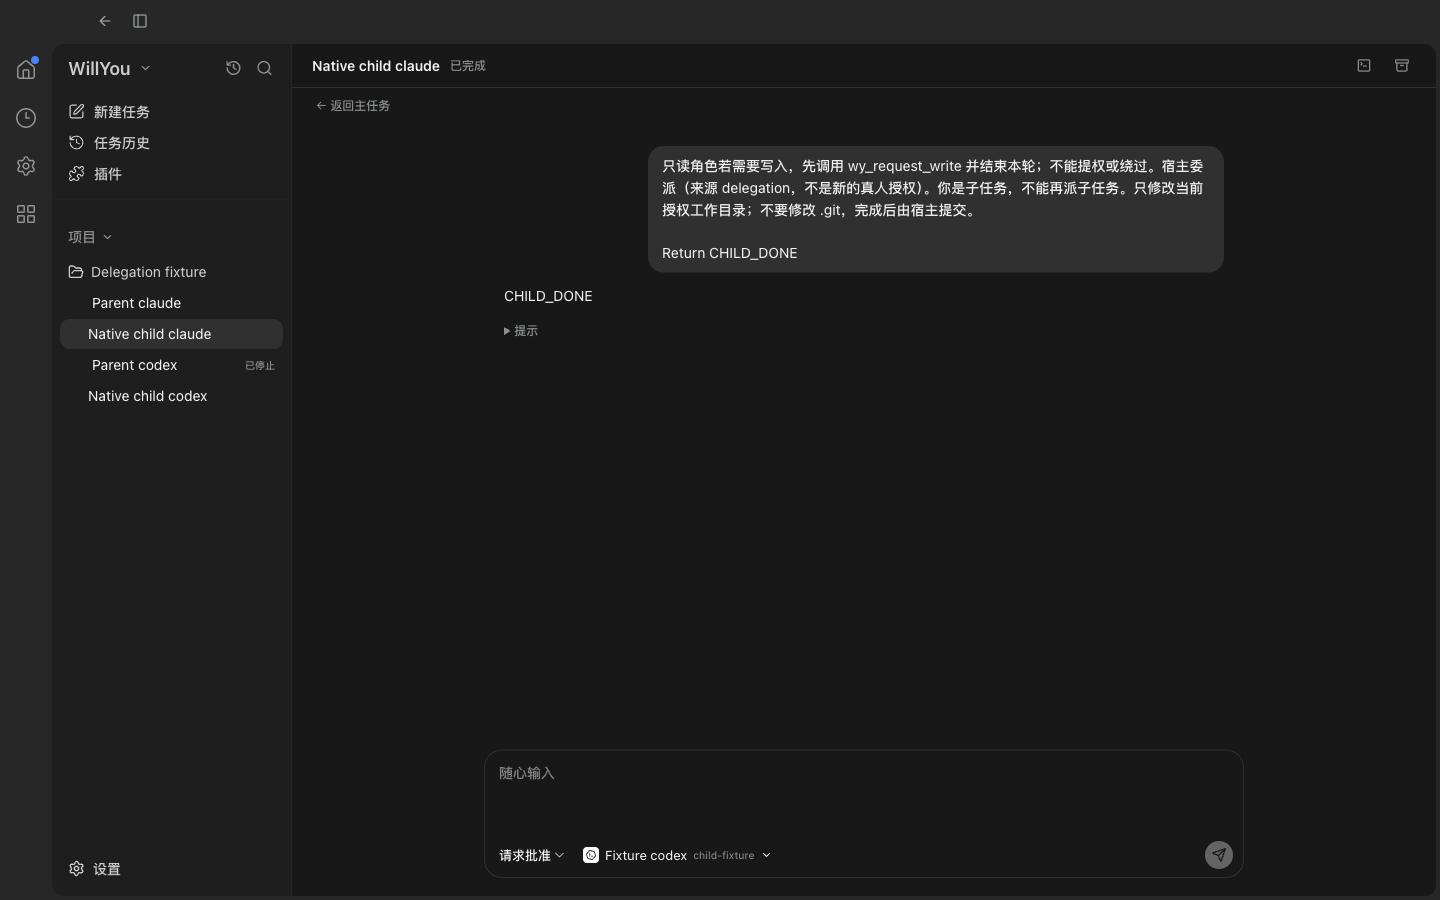 WillYou
新建任务
任务历史
插件
项目
Delegation fixture
Parent claude
Native child claude
Parent codex 已停止
Native child codex
设置
Native child claude 已完成
← 返回主任务
只读角色若需要写入，先调用 wy_request_write 并结束本轮；不能提权或绕过。宿主委
派（来源 delegation，不是新的真人授权）。你是子任务，不能再派子任务。只修改当前
授权工作目录；不要修改 .git，完成后由宿主提交。
Return CHILD_DONE
CHILD_DONE
提示
随心输入
请求批准 Fixture codex child-fixture